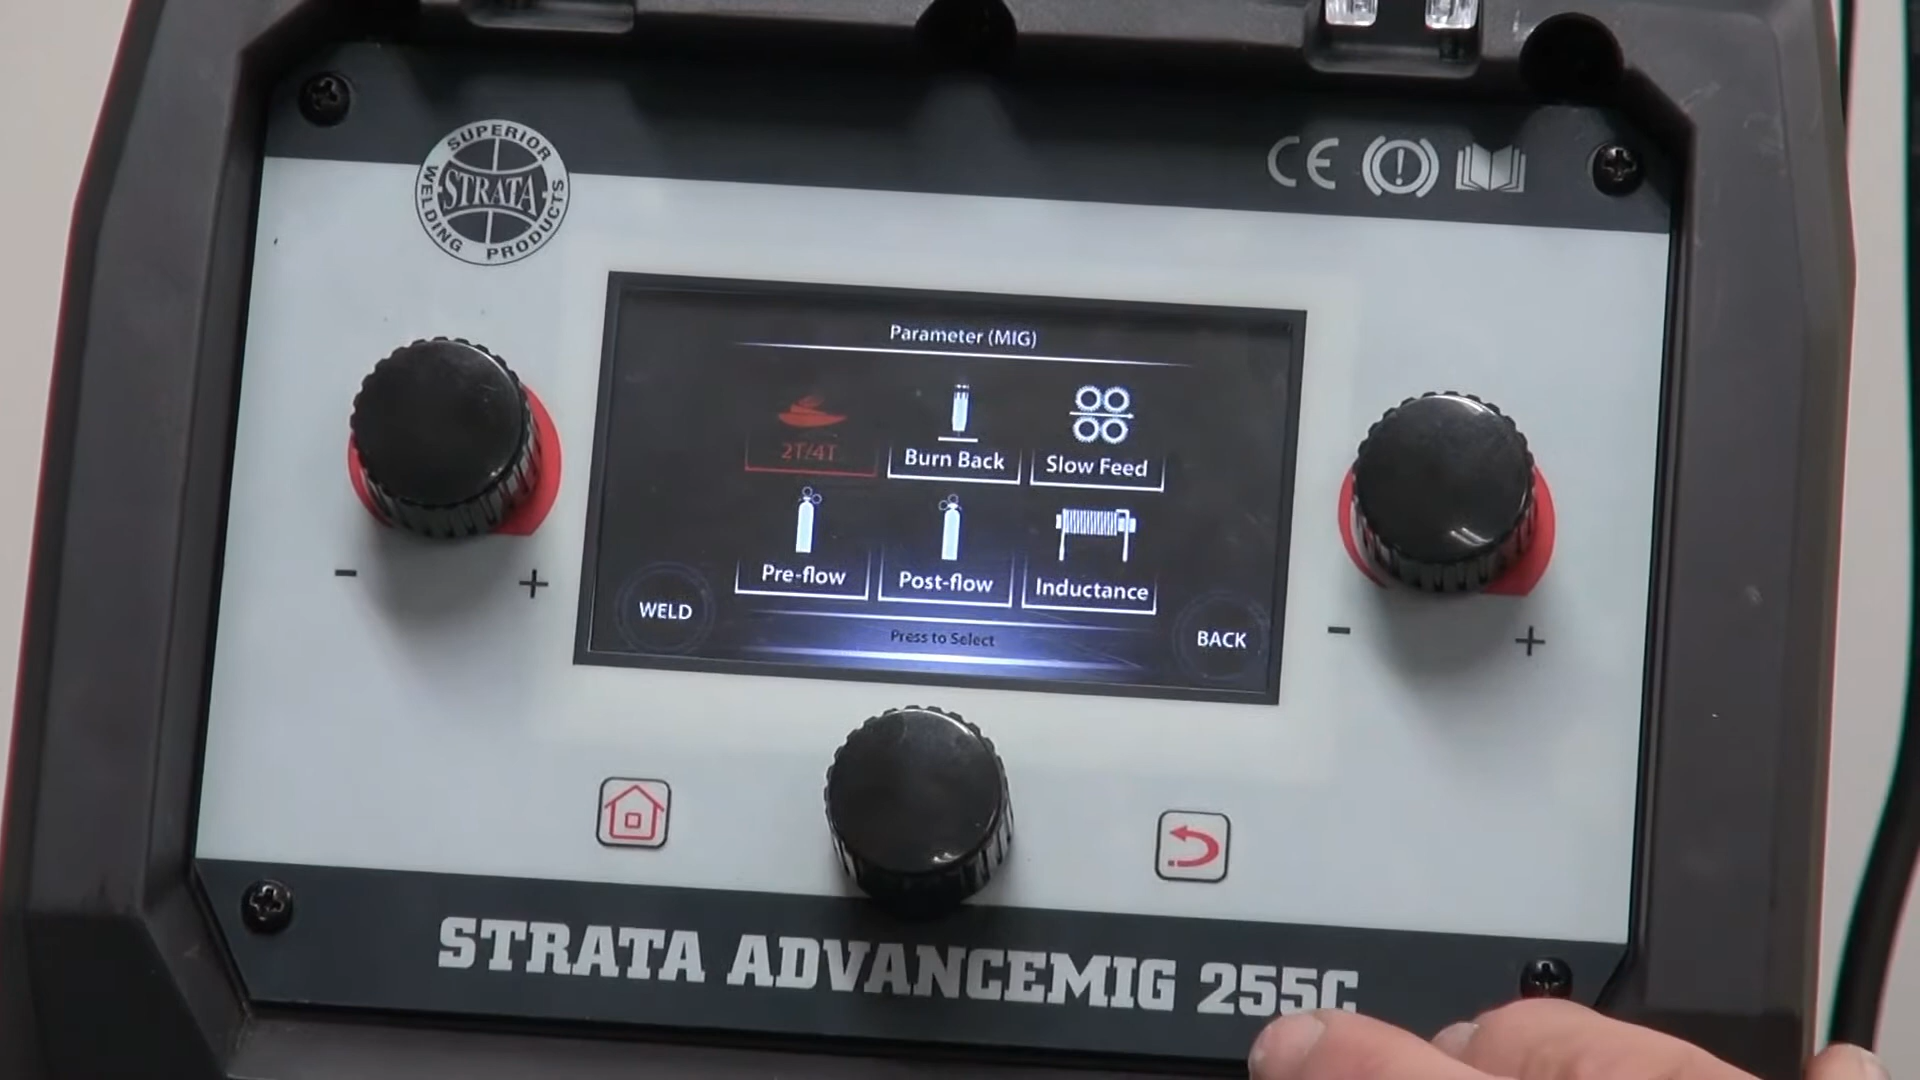 SUPERIOR
STRATA
WELDING PRODUCTS
CE
Parameter (MIG)
2T/4T
Burn Back
Slow Feed
Pre-flow
Post-flow
Inductance
WELD
Press to Select
BACK
- +
- +
STRATA ADVANCEMIG 255C